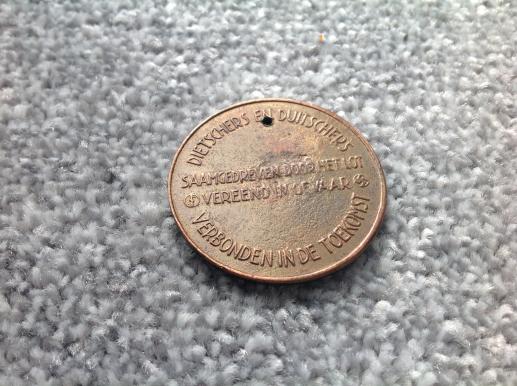 DIETSCHERS EN DUITSCHERS
SAAMGEDREVEN DOOR HET LOT
VEREEND IN GEVAAR
VERBONDEN IN DE TOEKOMST